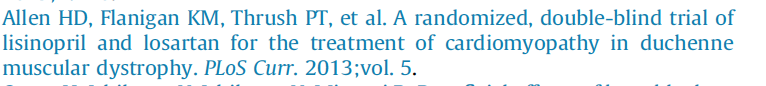 Allen HD, Flanigan KM, Thrush PT, et al. A randomized, double-blind trial of
lisinopril and losartan for the treatment of cardiomyopathy in duchenne
muscular dystrophy. PLoS Curr. 2013;vol. 5.